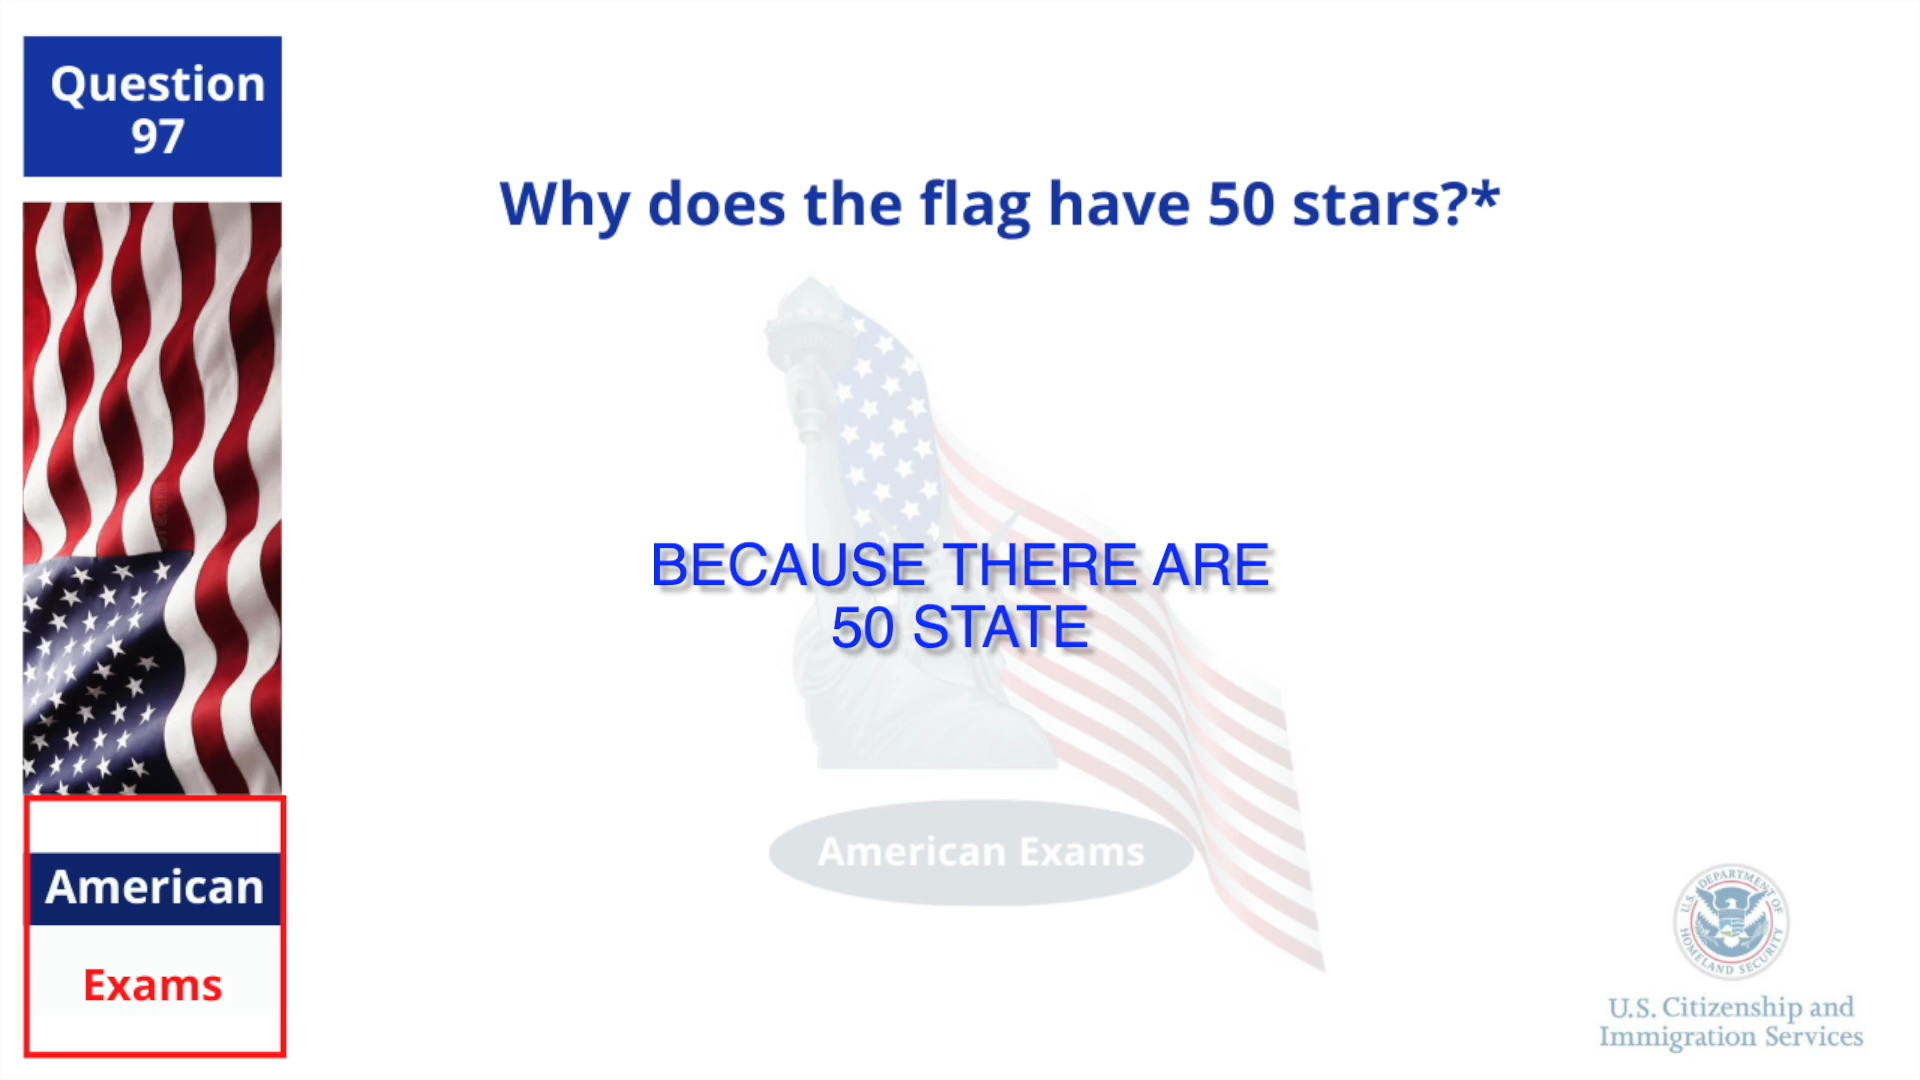 Question
97
Why does the flag have 50 stars?*
BECAUSE THERE ARE
50 STATE
American Exams
American
Exams
U.S. DEPARTMENT OF
HOMELAND SECURITY
U.S. Citizenship and
Immigration Services